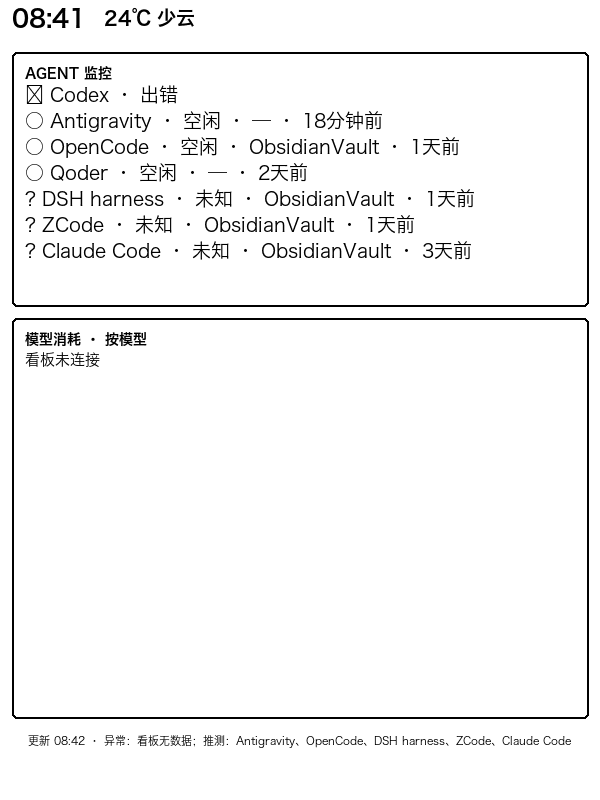 08:41 24℃ 少云
AGENT 监控
☒ Codex · 出错
○ Antigravity · 空闲 · — · 18分钟前
○ OpenCode · 空闲 · ObsidianVault · 1天前
○ Qoder · 空闲 · — · 2天前
? DSH harness · 未知 · ObsidianVault · 1天前
? ZCode · 未知 · ObsidianVault · 1天前
? Claude Code · 未知 · ObsidianVault · 3天前
模型消耗 · 按模型
看板未连接
更新 08:42 · 异常：看板无数据；推测：Antigravity、OpenCode、DSH harness、ZCode、Claude Code